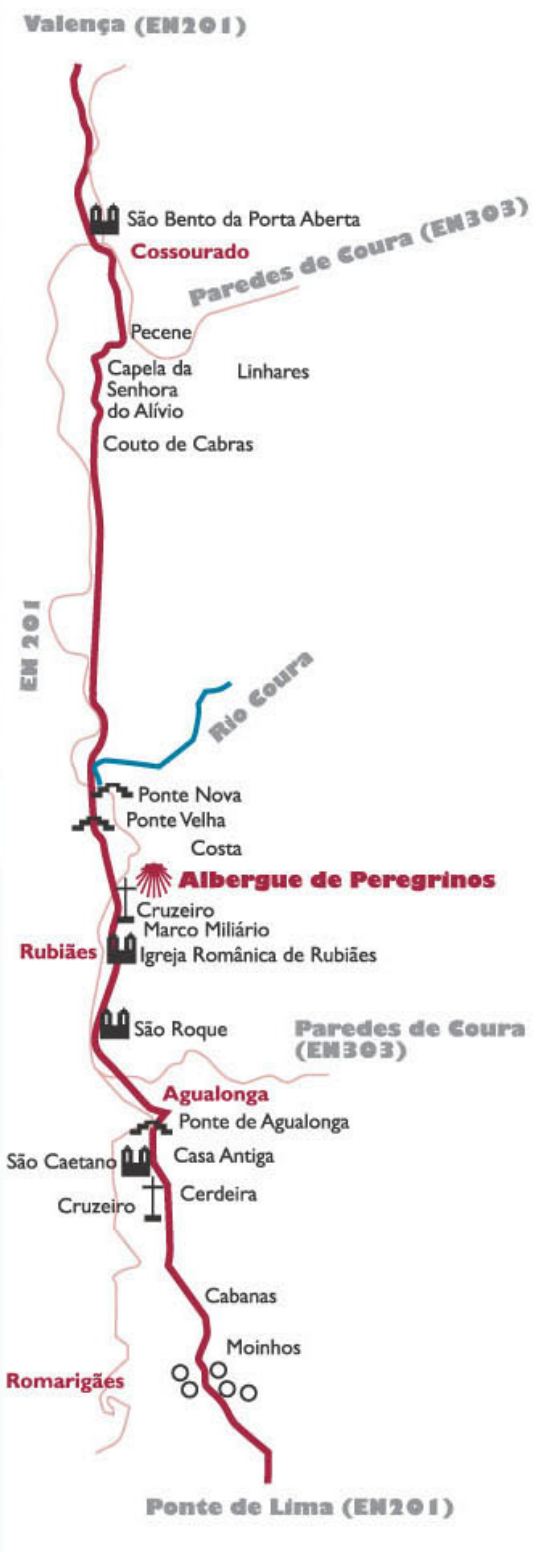 Valença (EN201)
São Bento da Porta Aberta
Paredes de Coura (EN303)
Cossourado
Pecene
Capela da
Senhora
do Alívio
Linhares
Couto de Cabras
EN 201
Rio Coura
Ponte Nova
Ponte Velha
Costa
Albergue de Peregrinos
Cruzeiro
Marco Miliário
Rubiães
Igreja Românica de Rubiães
São Roque
Paredes de Coura
(EN303)
Agualonga
Ponte de Agualonga
São Caetano
Casa Antiga
Cerdeira
Cruzeiro
Cabanas
Moinhos
Romarigães
Ponte de Lima (EN201)